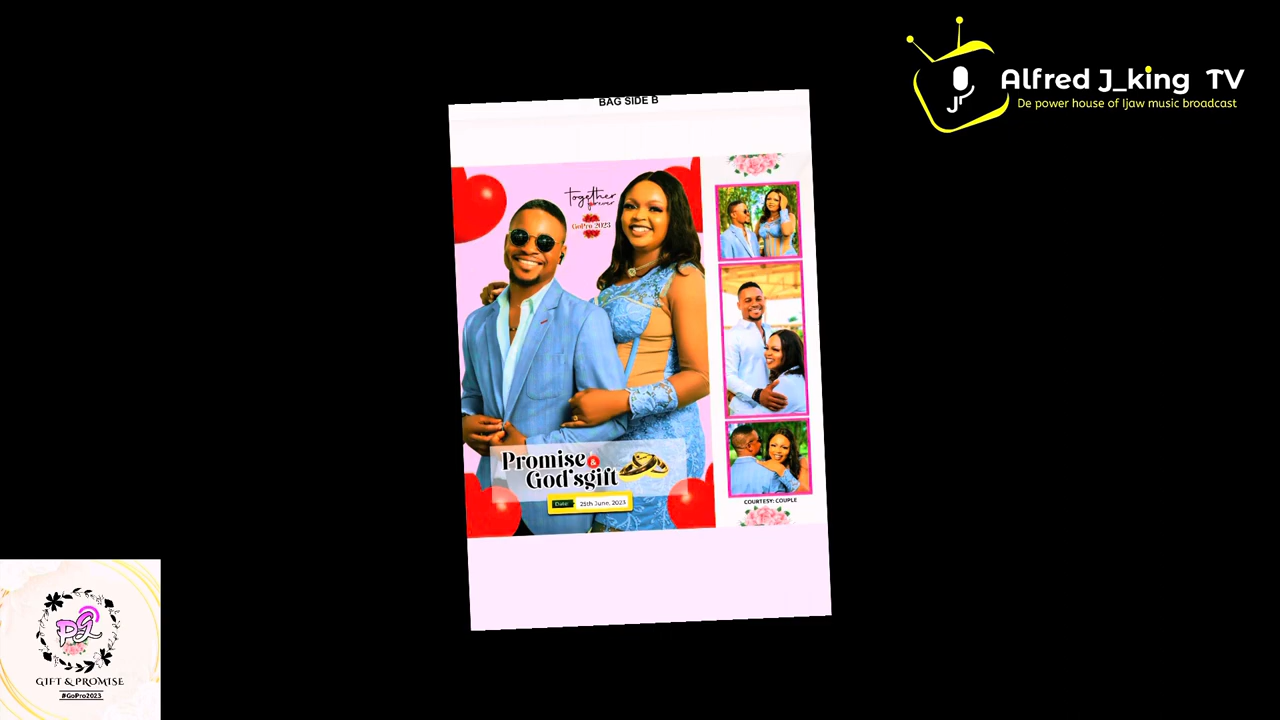 Alfred J_king TV
De power house of Ijaw music broadcast
BAG SIDE B
together
forever
GoPro 2023
Promise &
God'sgift
Date: 25th June, 2023
COURTESY: COUPLE
PG
GIFT & PROMISE
#GoPro2023